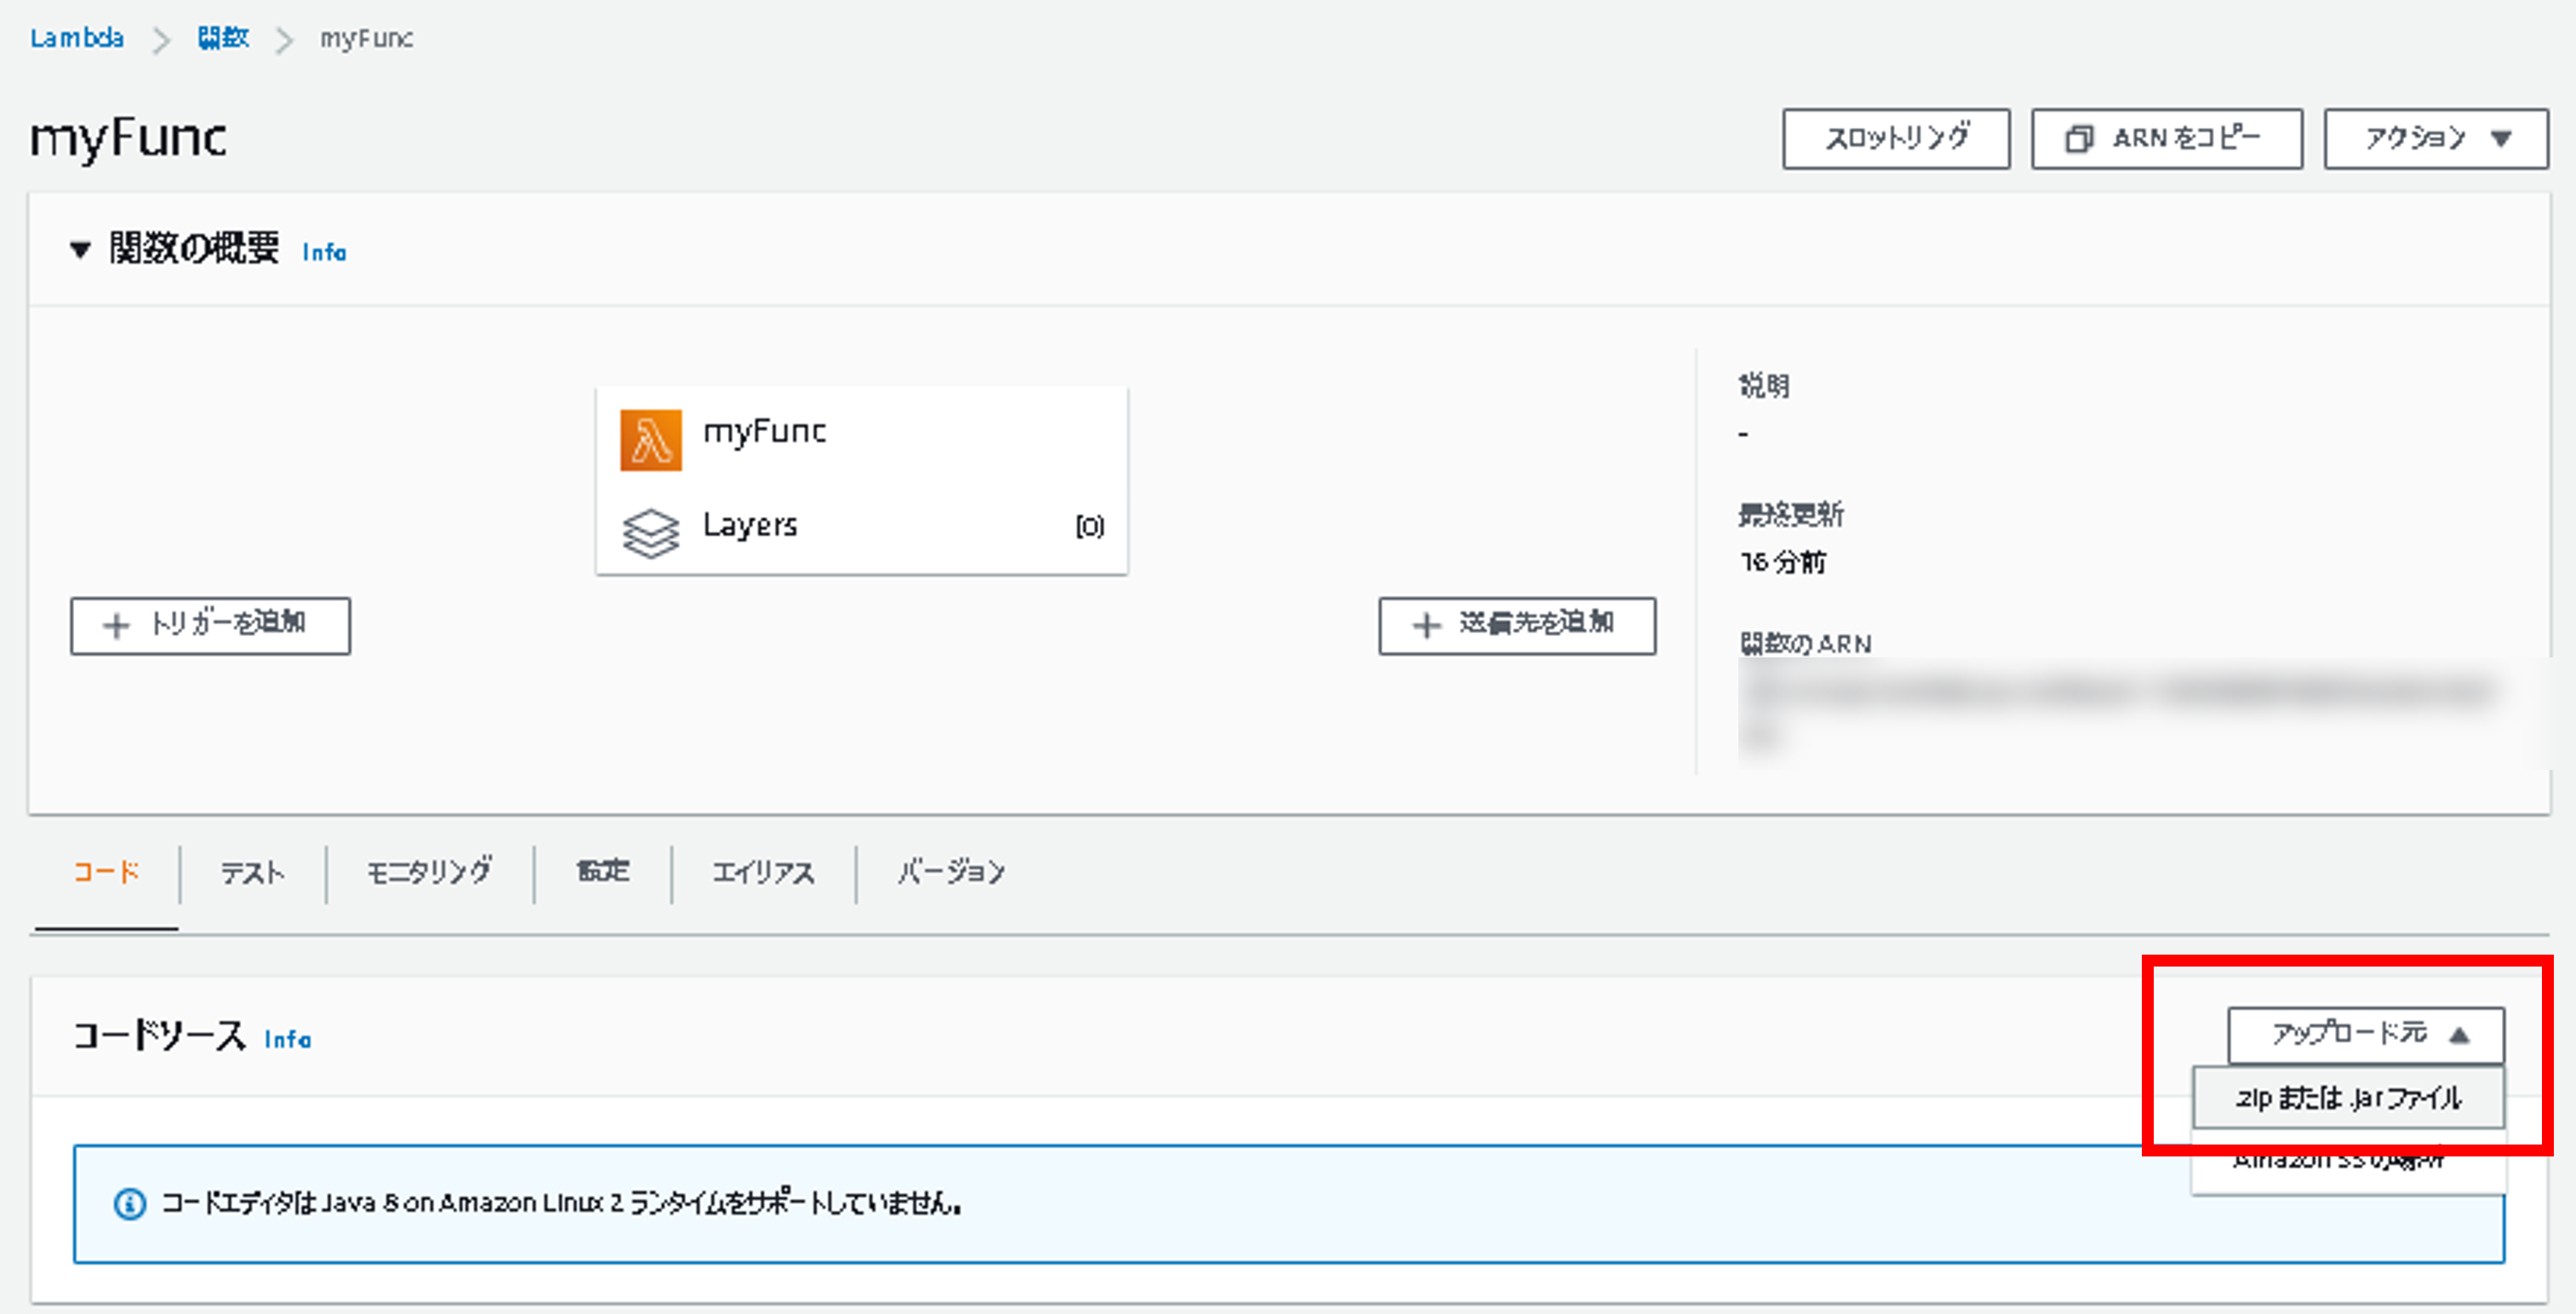 Lambda > 関数 > myFunc
myFunc
スロットリング
ARN をコピー
アクション ▼
▼ 関数の概要 Info
myFunc
Layers (0)
+ トリガーを追加
+ 送信先を追加
説明
-
最終更新
16 分前
関数の ARN
コード
テスト
モニタリング
設定
エイリアス
バージョン
コードソース Info
アップロード元 ▲
.zip または .jar ファイル
Amazon S3 の場所
コードエディタは Java 8 on Amazon Linux 2 ランタイムをサポートしていません。